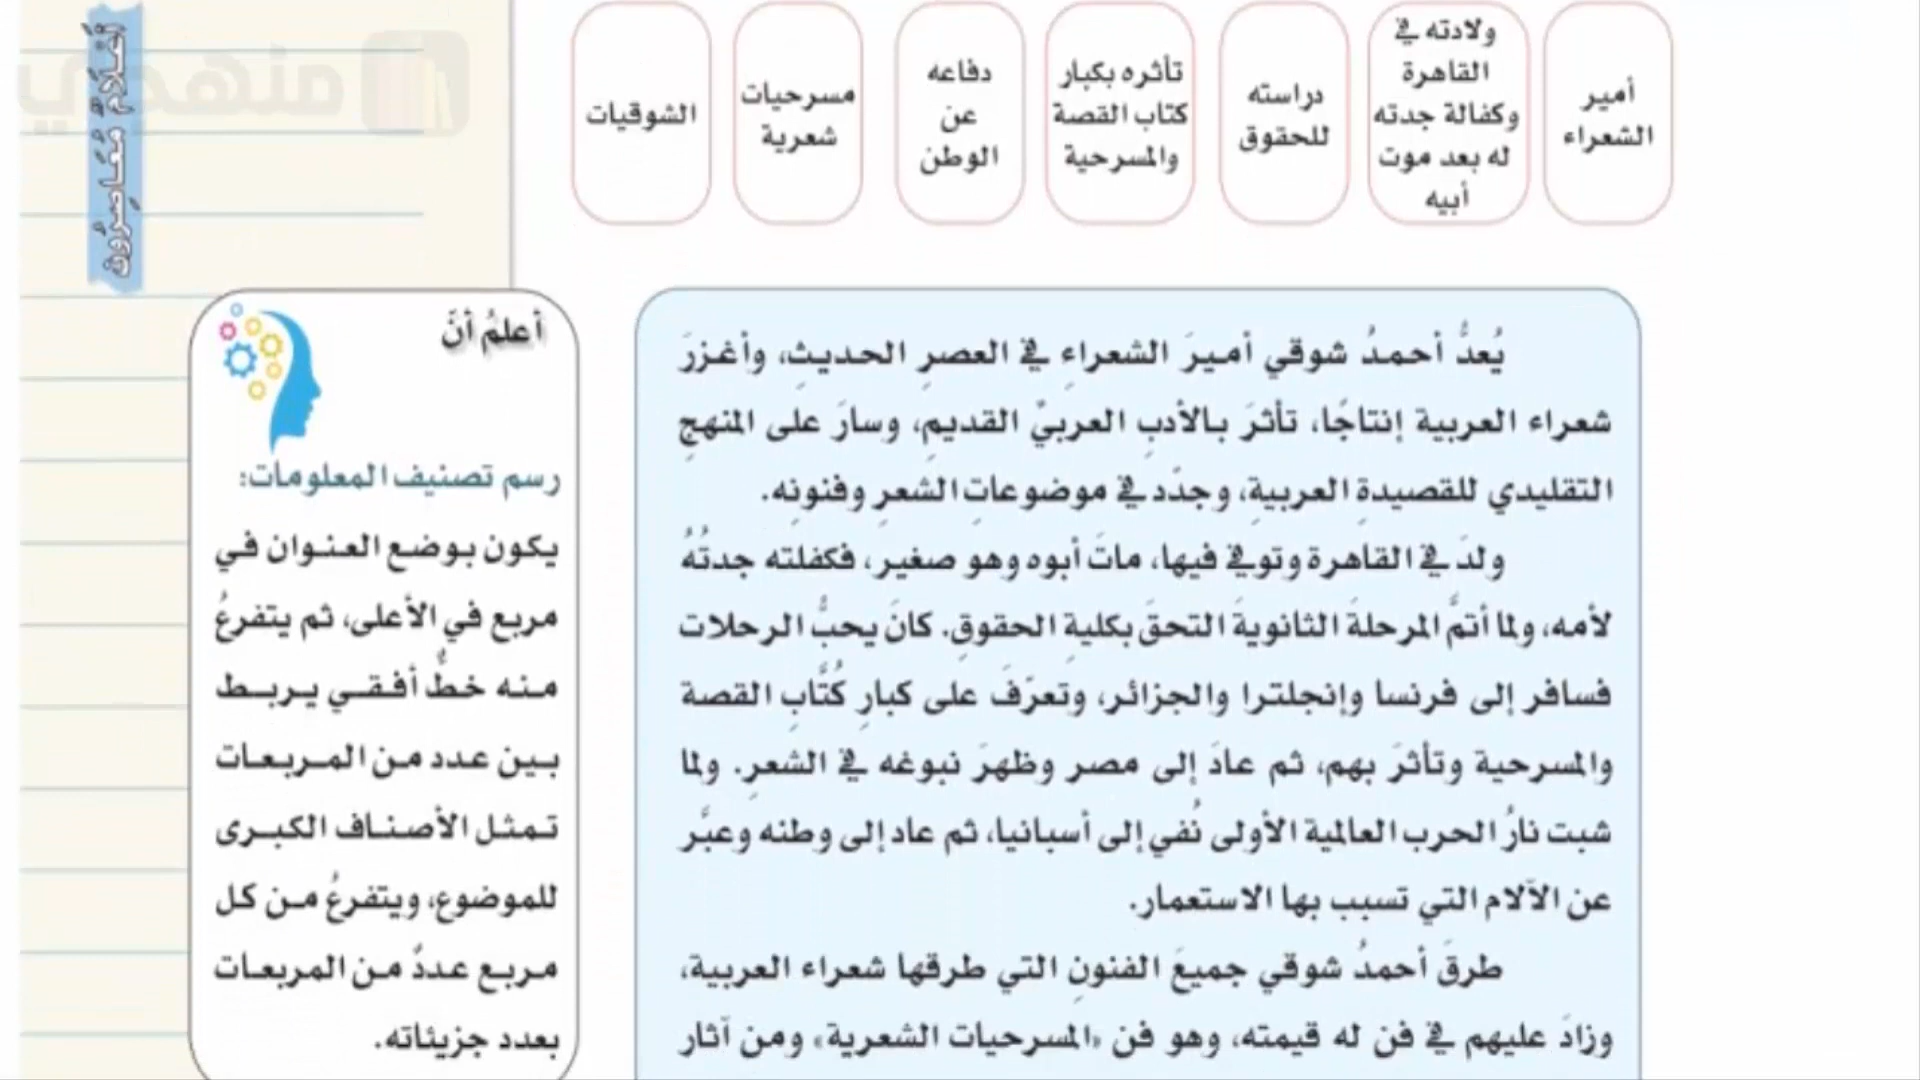 أمير
الشعراء
ولادته في
القاهرة
وكفالة جدته
له بعد موت
أبيه
دراسته
للحقوق
تأثره بكبار
كتاب القصة
والمسرحية
دفاعه
عن
الوطن
مسرحيات
شعرية
الشوقيات
منهجي
أَعْلَامٌ مُعَاصِرُونَ
يُعدُّ أحمدُ شوقي أميرَ الشعراءِ في العصرِ الحديثِ، وأغزرَ
شعراء العربية إنتاجًا، تأثرَ بالأدبِ العربيِّ القديمِ، وسارَ على المنهجِ
التقليدي للقصيدةِ العربيةِ، وجدّد في موضوعاتِ الشعرِ وفنونِه.
ولدَ في القاهرة وتوفي فيها، ماتَ أبوه وهو صغير، فكفلته جدتُهُ
لأمه، ولما أتمَّ المرحلةَ الثانويةَ التحقَ بكليةِ الحقوقِ. كانَ يحبُّ الرحلات
فسافر إلى فرنسا وإنجلترا والجزائر، وتعرّفَ على كبارِ كُتَّابِ القصة
والمسرحية وتأثرَ بهم، ثم عادَ إلى مصر وظهرَ نبوغه في الشعرِ. ولما
شبت نارُ الحرب العالمية الأولى نُفي إلى أسبانيا، ثم عاد إلى وطنه وعبَّر
عن الآلام التي تسبب بها الاستعمار.
طرقَ أحمدُ شوقي جميعَ الفنونِ التي طرقها شعراء العربية،
وزادَ عليهم في فن له قيمته، وهو فن «المسرحيات الشعرية» ومن آثار
أعلمُ أنَّ
رسم تصنيف المعلومات:
يكون بوضع العنوان في
مربع في الأعلى، ثم يتفرعُ
منه خطٌّ أفقي يربط
بين عدد من المربعات
تمثل الأصناف الكبرى
للموضوع، ويتفرعُ من كل
مربع عددٌ من المربعات
بعدد جزيئاته.